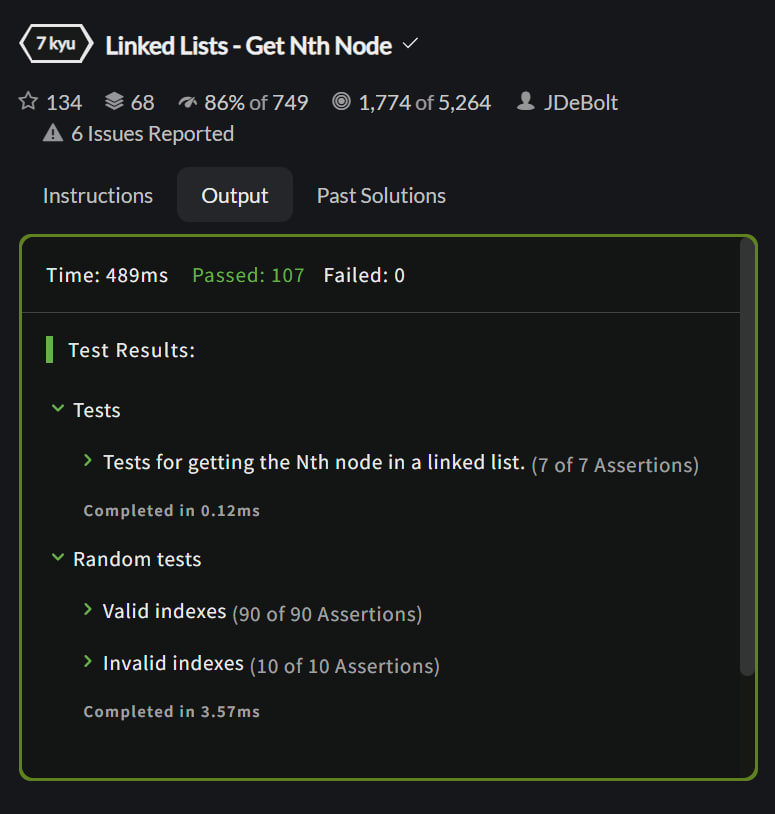 7 kyu Linked Lists - Get Nth Node
134 68 86% of 749 1,774 of 5,264 JDeBolt
6 Issues Reported
Instructions Output Past Solutions
Time: 489ms Passed: 107 Failed: 0
Test Results:
Tests
Tests for getting the Nth node in a linked list. (7 of 7 Assertions)
Completed in 0.12ms
Random tests
Valid indexes (90 of 90 Assertions)
Invalid indexes (10 of 10 Assertions)
Completed in 3.57ms